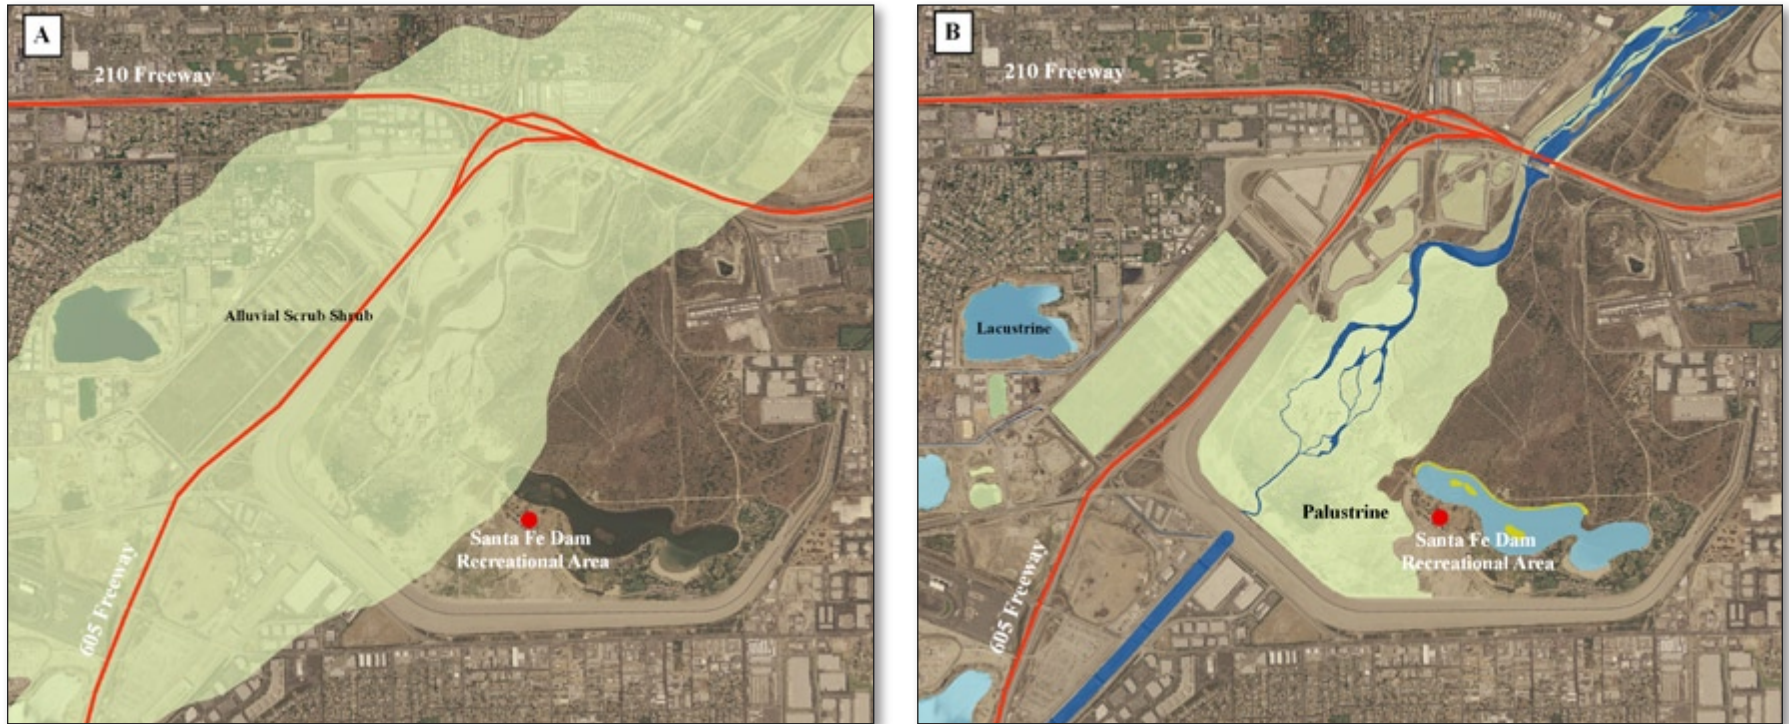 A
210 Freeway
Alluvial Scrub Shrub
Santa Fe Dam
Recreational Area
605 Freeway
B
210 Freeway
Lacustrine
Palustrine
Santa Fe Dam
Recreational Area
605 Freeway